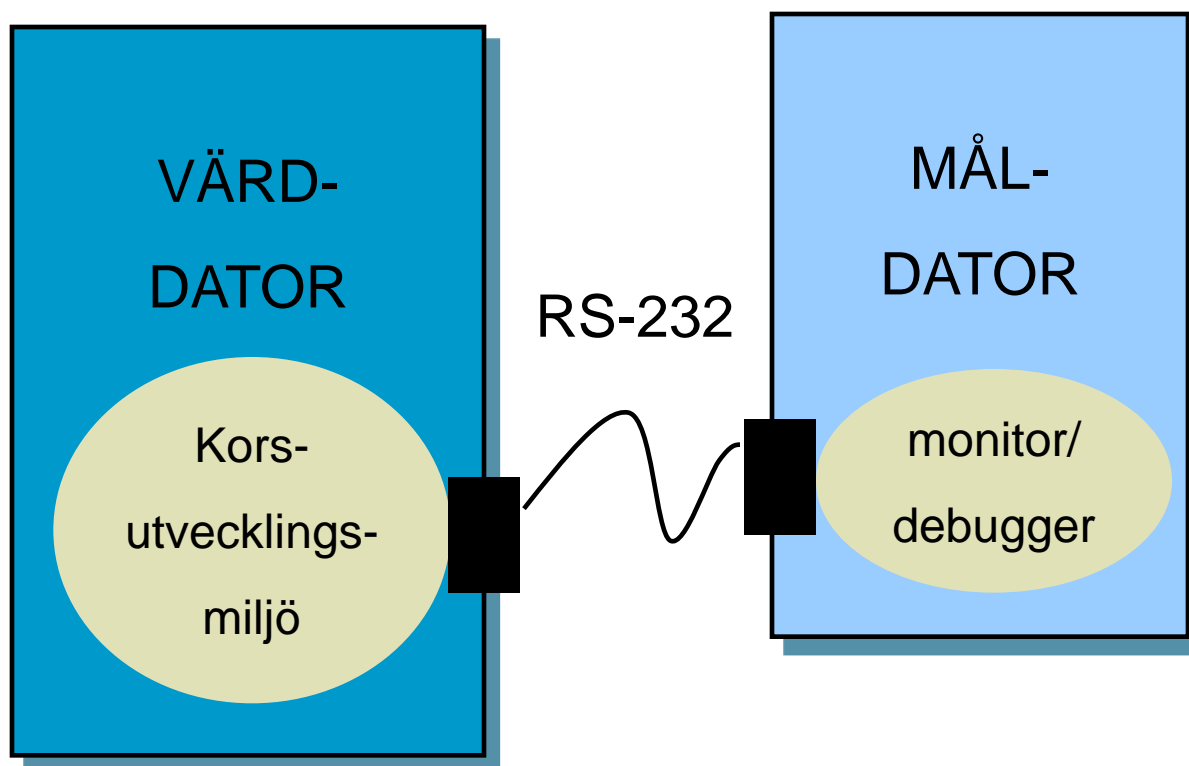 VÄRD-
DATOR
Kors-
utvecklings-
miljö
RS-232
MÅL-
DATOR
monitor/
debugger